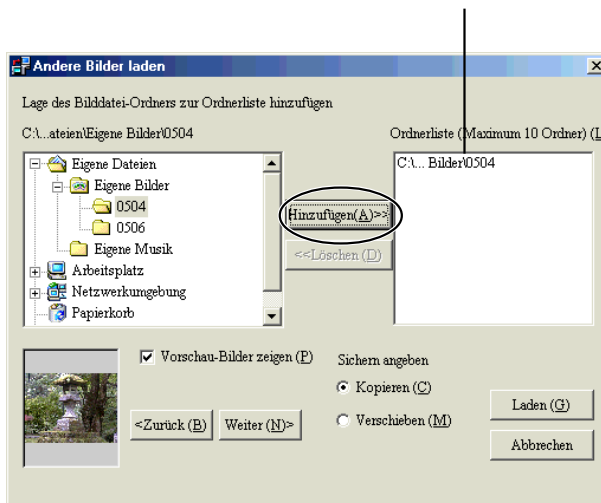 Andere Bilder laden
Lage des Bilddatei-Ordners zur Ordnerliste hinzufügen
C:\...ateien\Eigene Bilder\0504
Ordnerliste (Maximum 10 Ordner) (L
Eigene Dateien
Eigene Bilder
0504
0506
Eigene Musik
Arbeitsplatz
Netzwerkumgebung
Papierkorb
Hinzufügen(A)>>
<<Löschen (D)
C:\... Bilder\0504
Vorschau-Bilder zeigen (P)
<Zurück (B)
Weiter (N)>
Sichern angeben
Kopieren (C)
Verschieben (M)
Laden (G)
Abbrechen